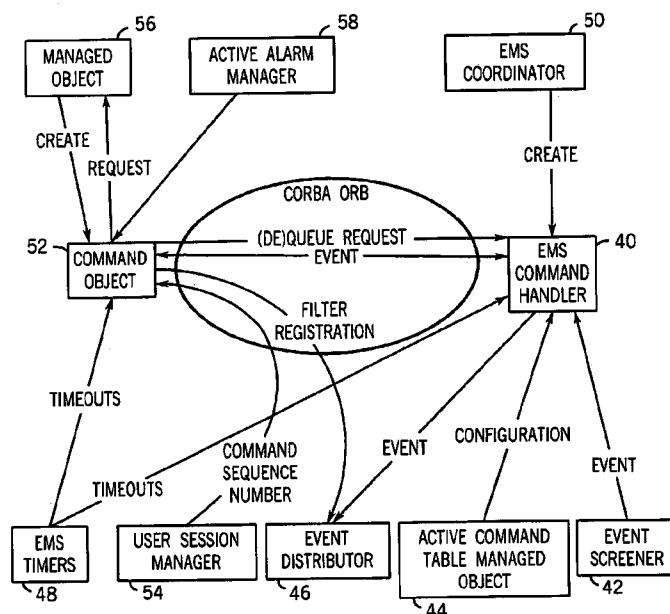 56
58
50
MANAGED
OBJECT
ACTIVE ALARM
MANAGER
EMS
COORDINATOR
CREATE
REQUEST
CREATE
CORBA ORB
52
40
COMMAND
OBJECT
(DE)QUEUE REQUEST
EVENT
EMS
COMMAND
HANDLER
FILTER
REGISTRATION
TIMEOUTS
TIMEOUTS
COMMAND
SEQUENCE
NUMBER
EVENT
CONFIGURATION
EVENT
EMS
TIMERS
USER SESSION
MANAGER
EVENT
DISTRIBUTOR
ACTIVE COMMAND
TABLE MANAGED
OBJECT
EVENT
SCREENER
48
54
46
44
42